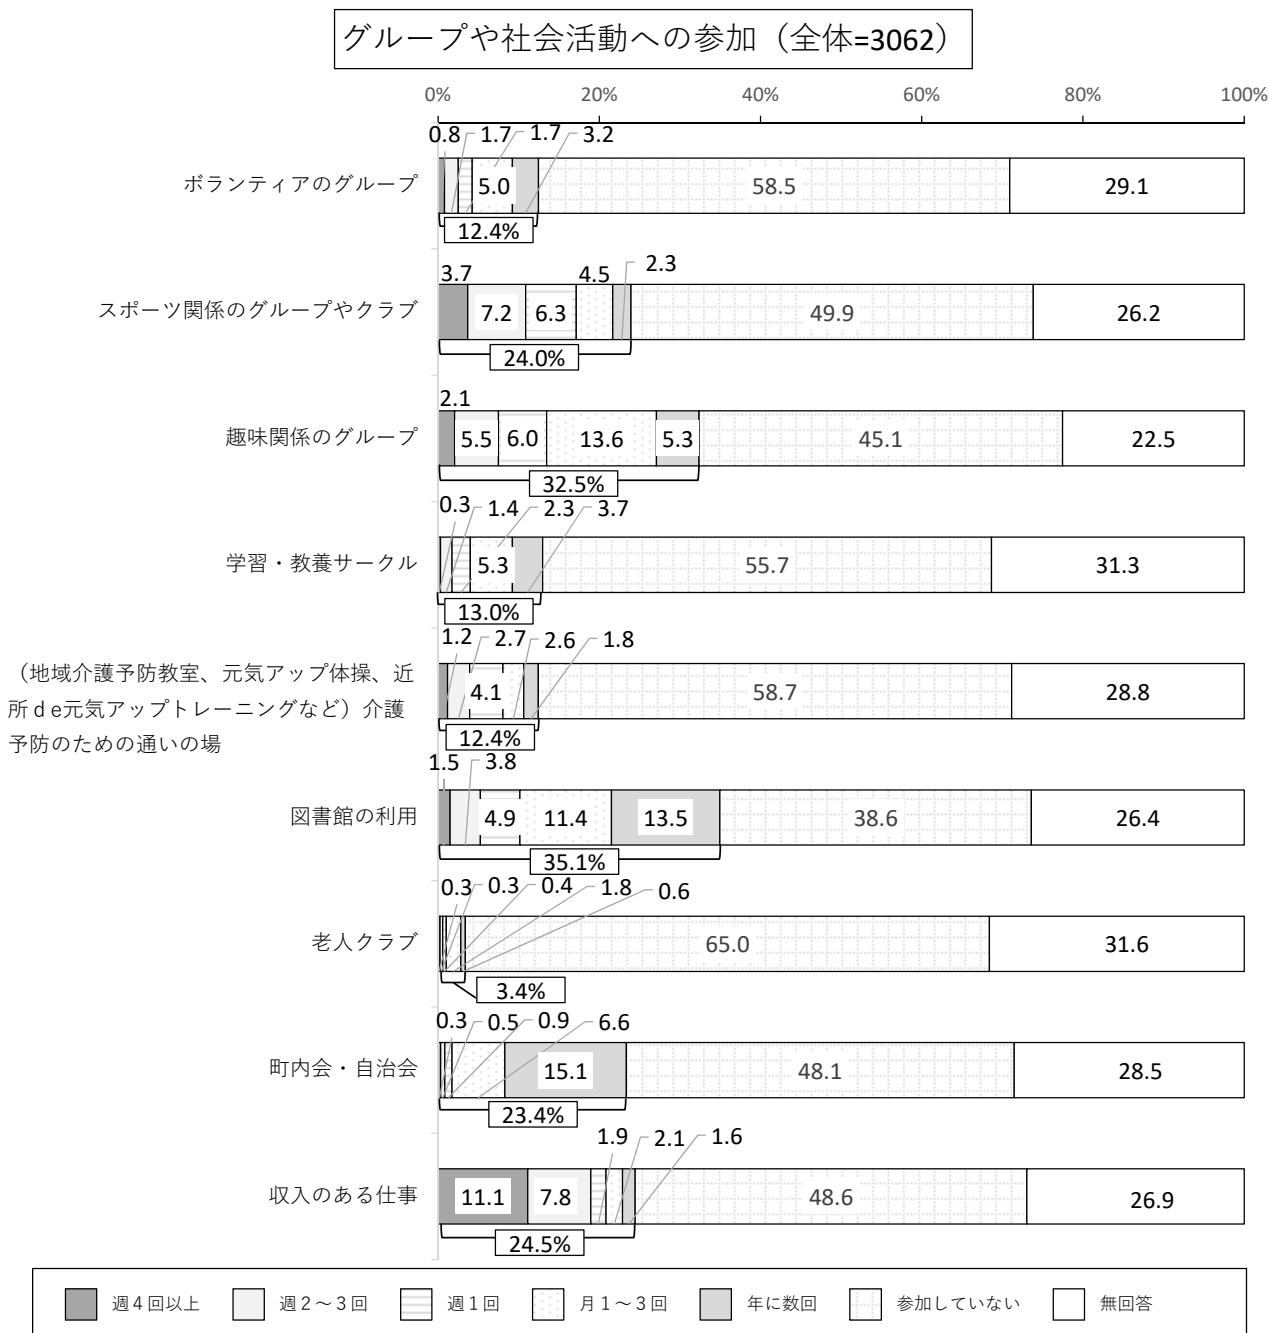 グループや社会活動への参加（全体=3062）
0% 20% 40% 60% 80% 100%
0.8 1.7 1.7 3.2
ボランティアのグループ 5.0 58.5 29.1
12.4%
3.7 4.5 2.3
スポーツ関係のグループやクラブ 7.2 6.3 49.9 26.2
24.0%
2.1
趣味関係のグループ 5.5 6.0 13.6 5.3 45.1 22.5
32.5%
0.3 1.4 2.3 3.7
学習・教養サークル 5.3 55.7 31.3
13.0%
1.2 2.7 2.6 1.8
（地域介護予防教室、元気アップ体操、近
所ｄe元気アップトレーニングなど）介護
予防のための通いの場
4.1 58.7 28.8
12.4%
1.5 3.8
図書館の利用 4.9 11.4 13.5 38.6 26.4
35.1%
0.3 0.3 0.4 1.8 0.6
老人クラブ 65.0 31.6
3.4%
0.3 0.5 0.9 6.6
町内会・自治会 15.1 48.1 28.5
23.4%
1.9 2.1 1.6
収入のある仕事 11.1 7.8 48.6 26.9
24.5%
週４回以上 週２～３回 週１回 月１～３回 年に数回 参加していない 無回答